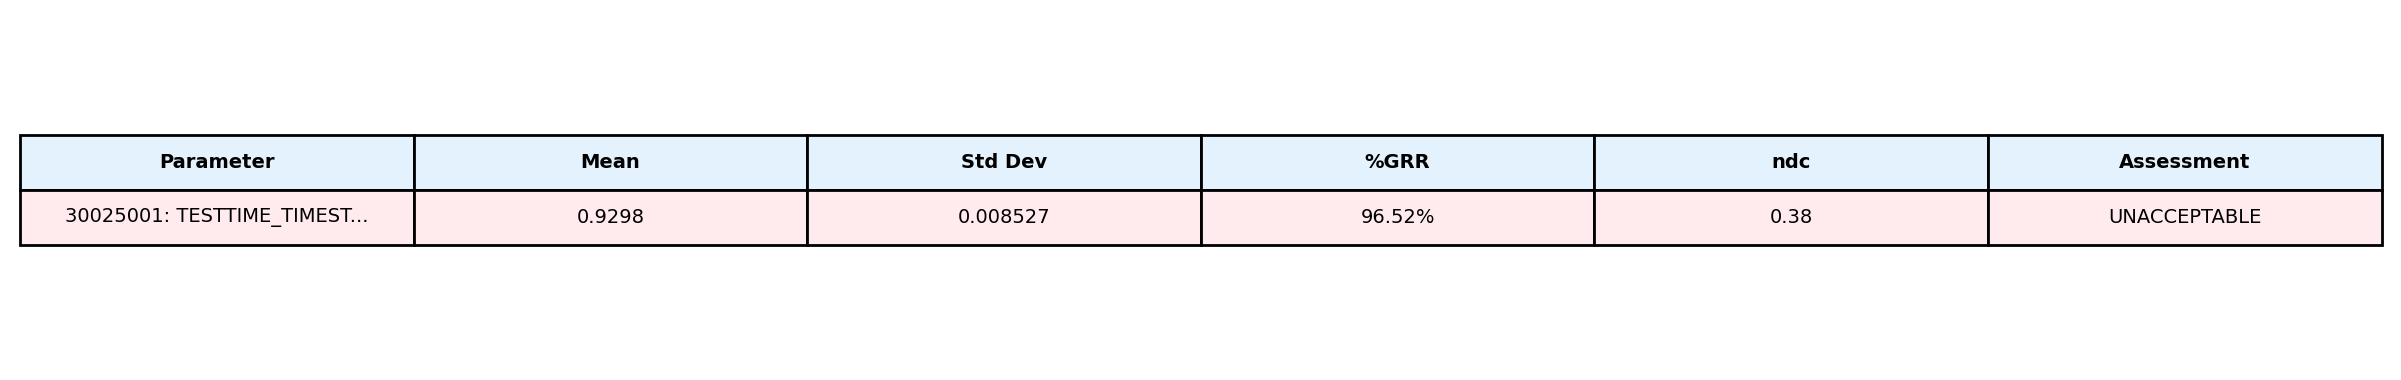 Parameter Mean Std Dev %GRR ndc Assessment
30025001: TESTTIME_TIMEST... 0.9298 0.008527 96.52% 0.38 UNACCEPTABLE